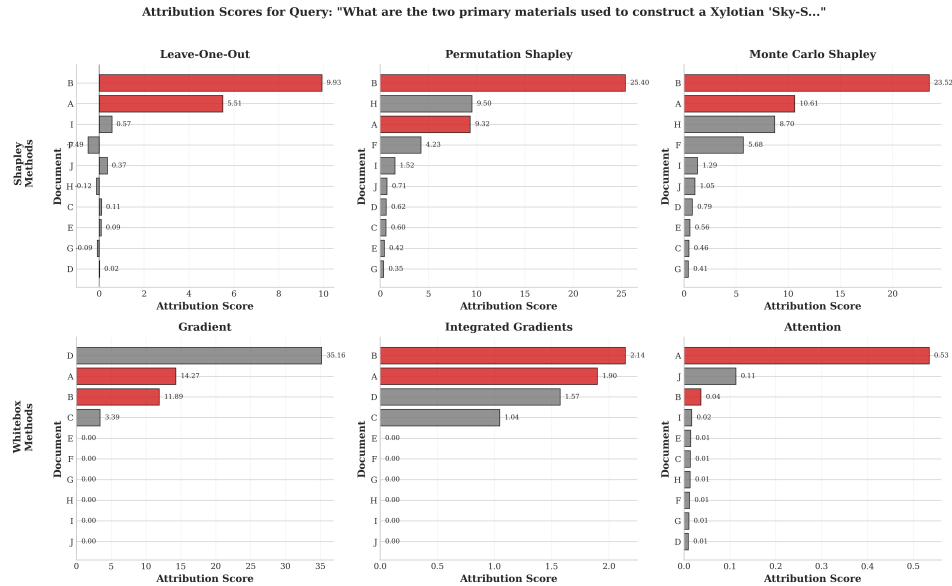 Attribution Scores for Query: "What are the two primary materials used to construct a Xylotian 'Sky-S..."
Shapley
Methods
Leave-One-Out
Document
B 9.93
A 5.51
I 0.57
F
J 0.37
H -0.12
C 0.11
E 0.09
G -0.09
D 0.02
0 2 4 6 8 10
Attribution Score
Permutation Shapley
Document
B 25.40
H 9.50
A 9.32
F 4.23
I 1.52
J 0.71
D 0.62
C 0.60
E 0.42
G 0.35
0 5 10 15 20 25
Attribution Score
Monte Carlo Shapley
Document
B 23.52
A 10.61
H 8.70
F 5.68
I 1.29
J 1.05
D 0.79
E 0.56
C 0.46
G 0.41
0 5 10 15 20
Attribution Score
Whitebox
Methods
Gradient
Document
D 35.16
A 14.27
B 11.89
C 3.39
E 0.00
F 0.00
G 0.00
H 0.00
I 0.00
J 0.00
0 5 10 15 20 25 30 35
Attribution Score
Integrated Gradients
Document
B 2.14
A 1.90
D 1.57
C 1.04
E 0.00
F 0.00
G 0.00
H 0.00
I 0.00
J 0.00
0.0 0.5 1.0 1.5 2.0
Attribution Score
Attention
Document
A 0.53
J 0.11
B 0.04
I 0.02
E 0.01
C 0.01
H 0.01
F 0.01
G 0.01
D 0.01
0.0 0.1 0.2 0.3 0.4 0.5
Attribution Score